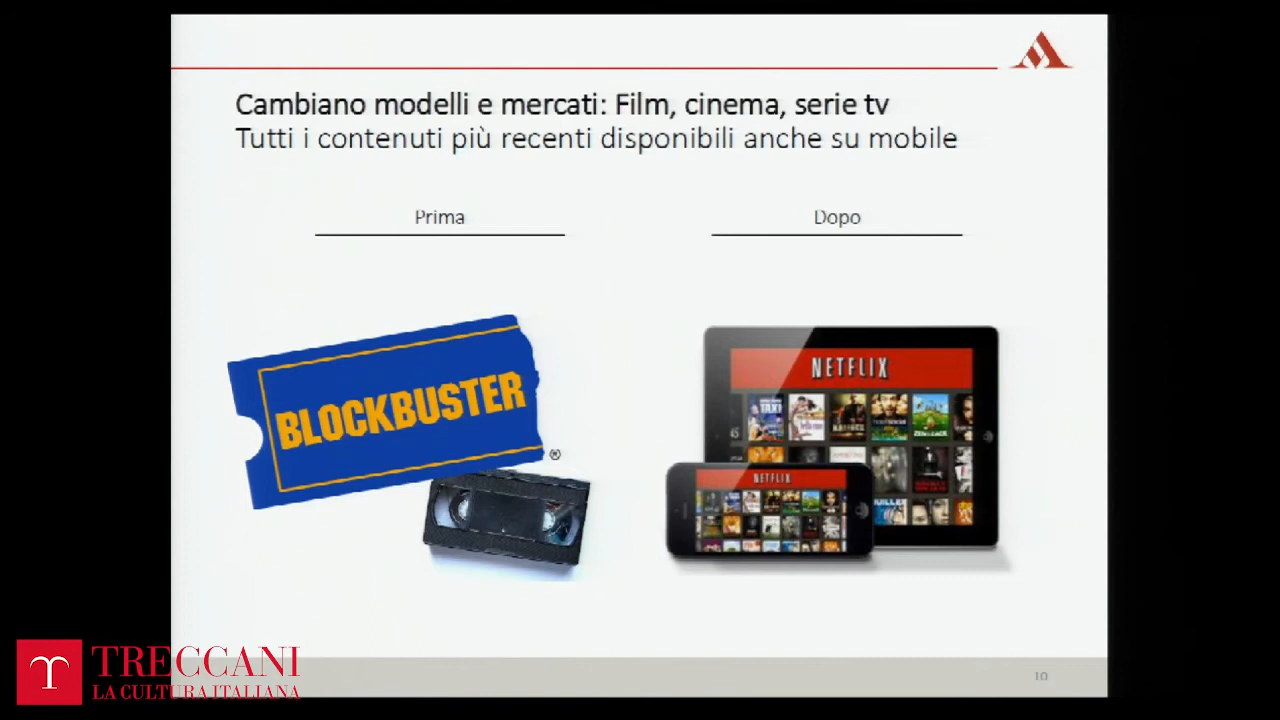 Cambiano modelli e mercati: Film, cinema, serie tv
Tutti i contenuti più recenti disponibili anche su mobile
Prima
Dopo
BLOCKBUSTER
®
NETFLIX
NETFLIX
TRECCANI
LA CULTURA ITALIANA
10